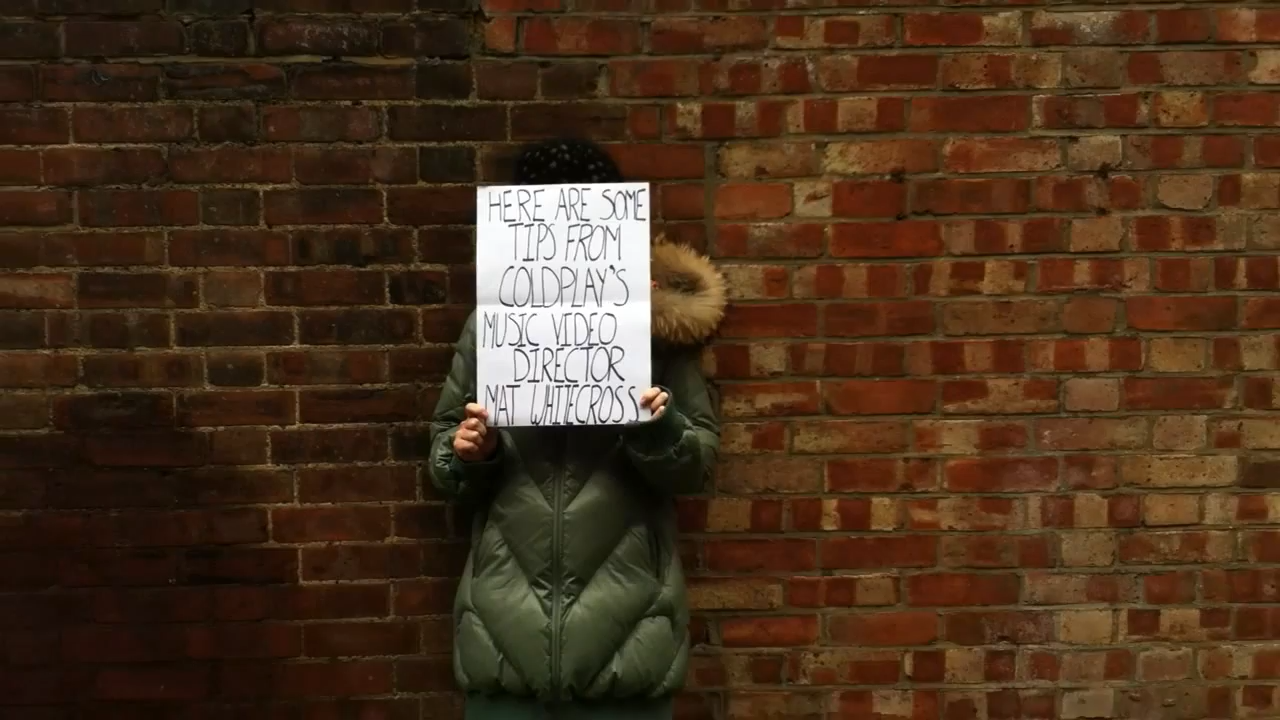 HERE ARE SOME
TIPS FROM
COLDPLAY'S
MUSIC VIDEO
DIRECTOR
MAT WHITECROSS